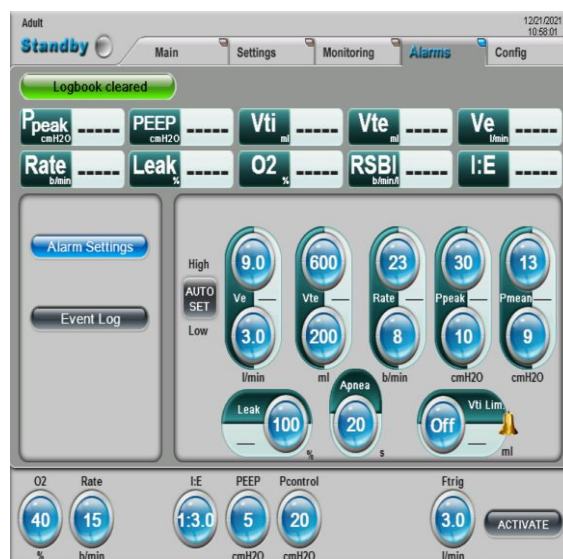 Adult
12/21/2021
10:58:01
Standby
Main
Settings
Monitoring
Alarms
Config
Logbook cleared
Ppeak cmH2O -----
PEEP cmH2O -----
Vti ml -----
Vte ml -----
Ve l/min -----
Rate b/min -----
Leak % -----
O2 % -----
RSBI b/min/l -----
I:E -----
Alarm Settings
Event Log
High
AUTO
SET
Low
9.0 600 23 30 13
Ve Vte Rate Ppeak Pmean
3.0 200 8 10 9
l/min ml b/min cmH2O cmH2O
Leak
100
%
Apnea
20
s
Vti Lim.
Off
ml
O2 Rate I:E PEEP Pcontrol Ftrig
40 15 1:3.0 5 20 3.0
% b/min cmH2O cmH2O l/min
ACTIVATE